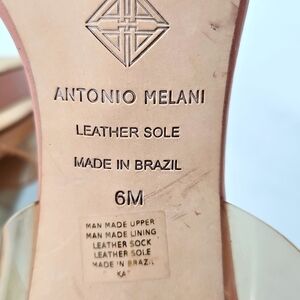 ANTONIO MELANI
LEATHER SOLE
MADE IN BRAZIL
6M
MAN MADE UPPER
MAN MADE LINING
LEATHER SOCK
LEATHER SOLE
MADE IN BRAZIL
KA